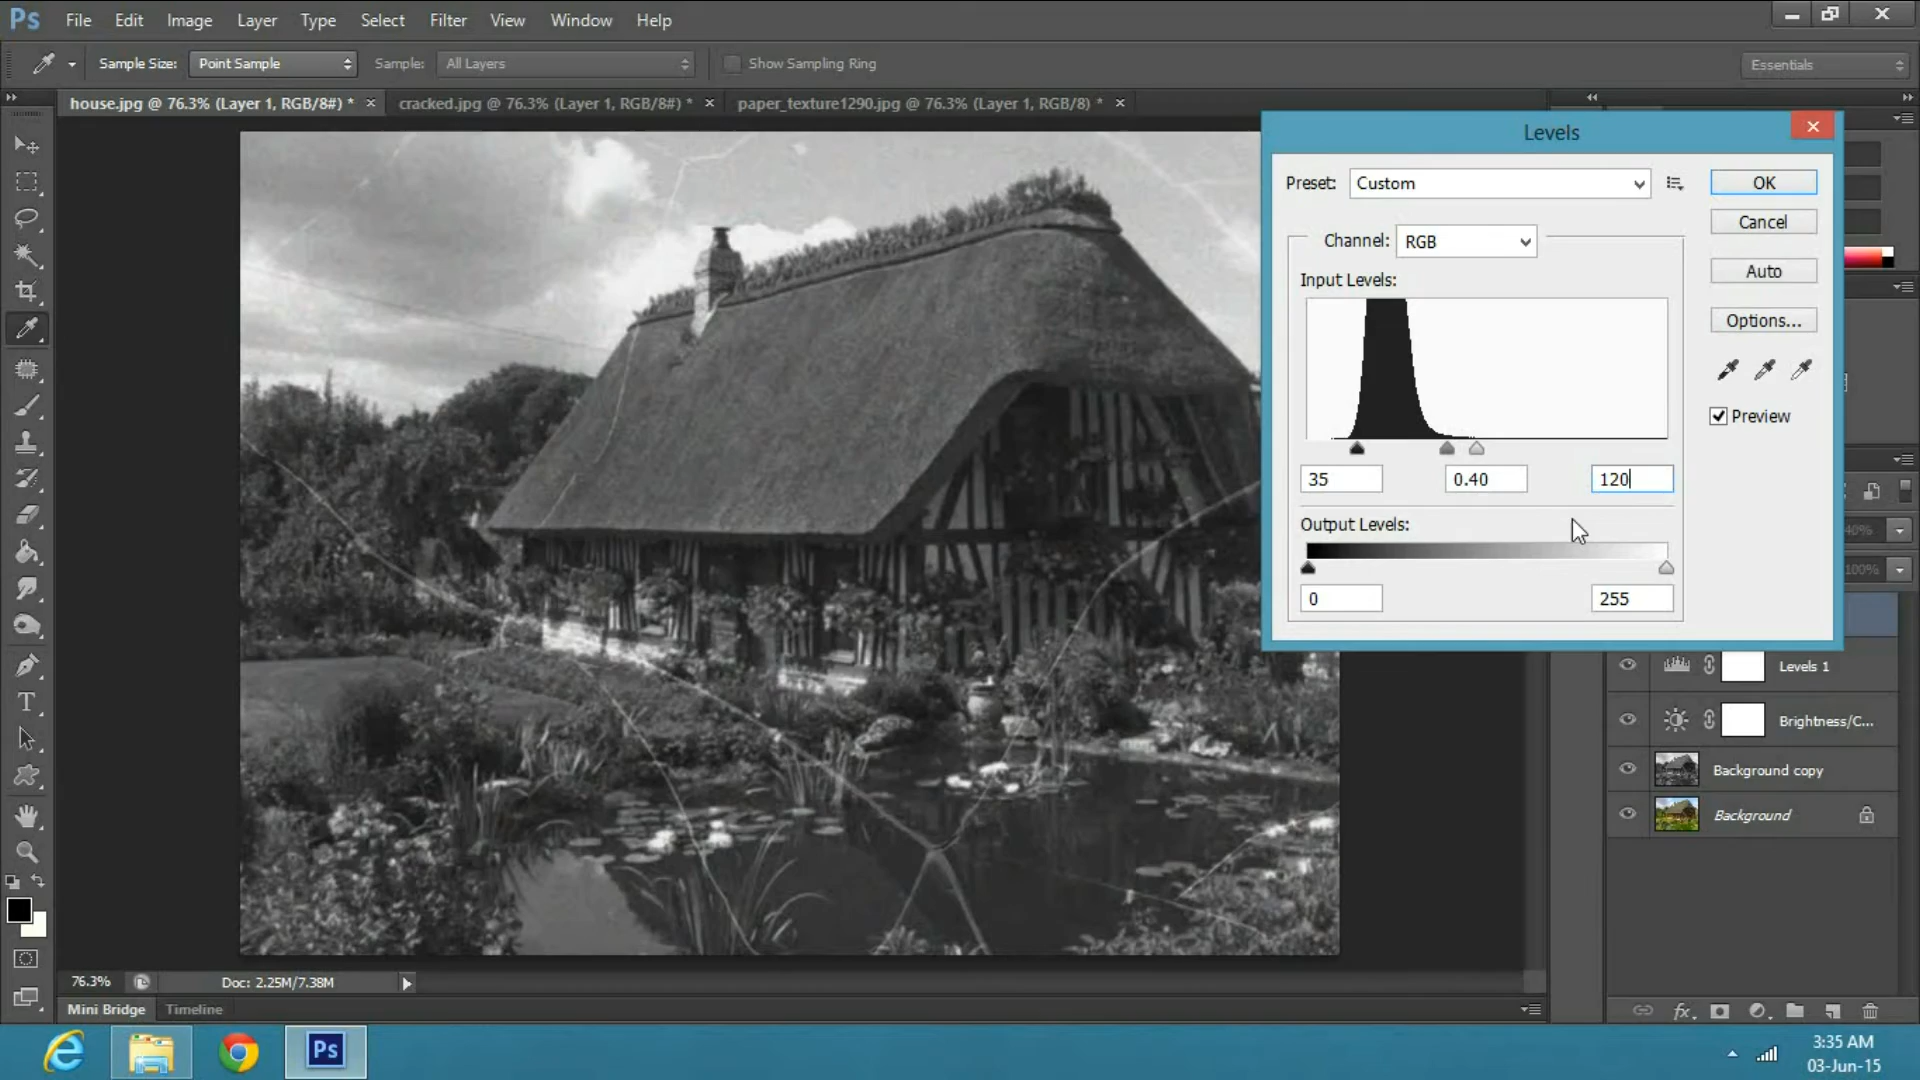 Ps File Edit Image Layer Type Select Filter View Window Help
Sample Size: Point Sample Sample: All Layers Show Sampling Ring Essentials
house.jpg @ 76.3% (Layer 1, RGB/8#) * cracked.jpg @ 76.3% (Layer 1, RGB/8#) * paper_texture1290.jpg @ 76.3% (Layer 1, RGB/8) *
Levels
Preset: Custom OK
Cancel
Channel: RGB
Auto
Input Levels:
Options...
Preview
35 0.40 120
Output Levels:
40%
100%
0 255
Levels 1
Brightness/C...
Background copy
Background
T
76.3% Doc: 2.25M/7.38M
Mini Bridge Timeline
fx
Ps
3:35 AM
03-Jun-15